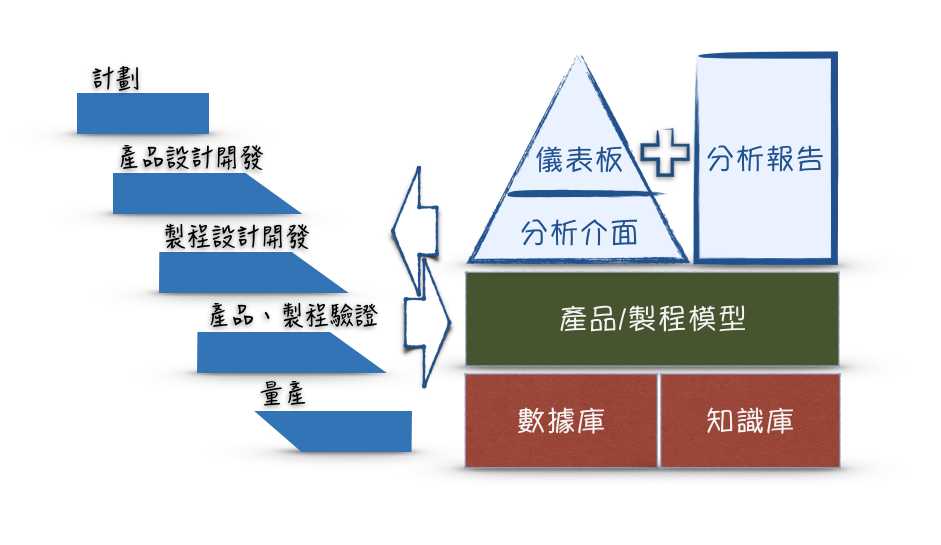 計劃
產品設計開發
製程設計開發
產品、製程驗證
量產
儀表板
分析報告
分析介面
產品/製程模型
數據庫
知識庫